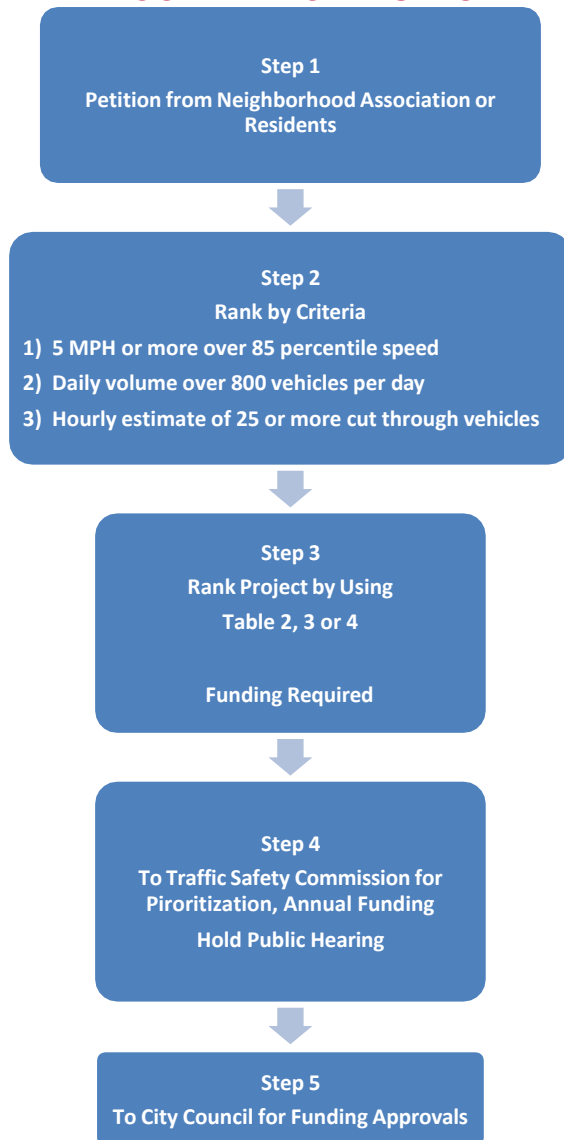 Step 1
Petition from Neighborhood Association or
Residents
Step 2
Rank by Criteria
1) 5 MPH or more over 85 percentile speed
2) Daily volume over 800 vehicles per day
3) Hourly estimate of 25 or more cut through vehicles
Step 3
Rank Project by Using
Table 2, 3 or 4
Funding Required
Step 4
To Traffic Safety Commission for
Piroritization, Annual Funding
Hold Public Hearing
Step 5
To City Council for Funding Approvals